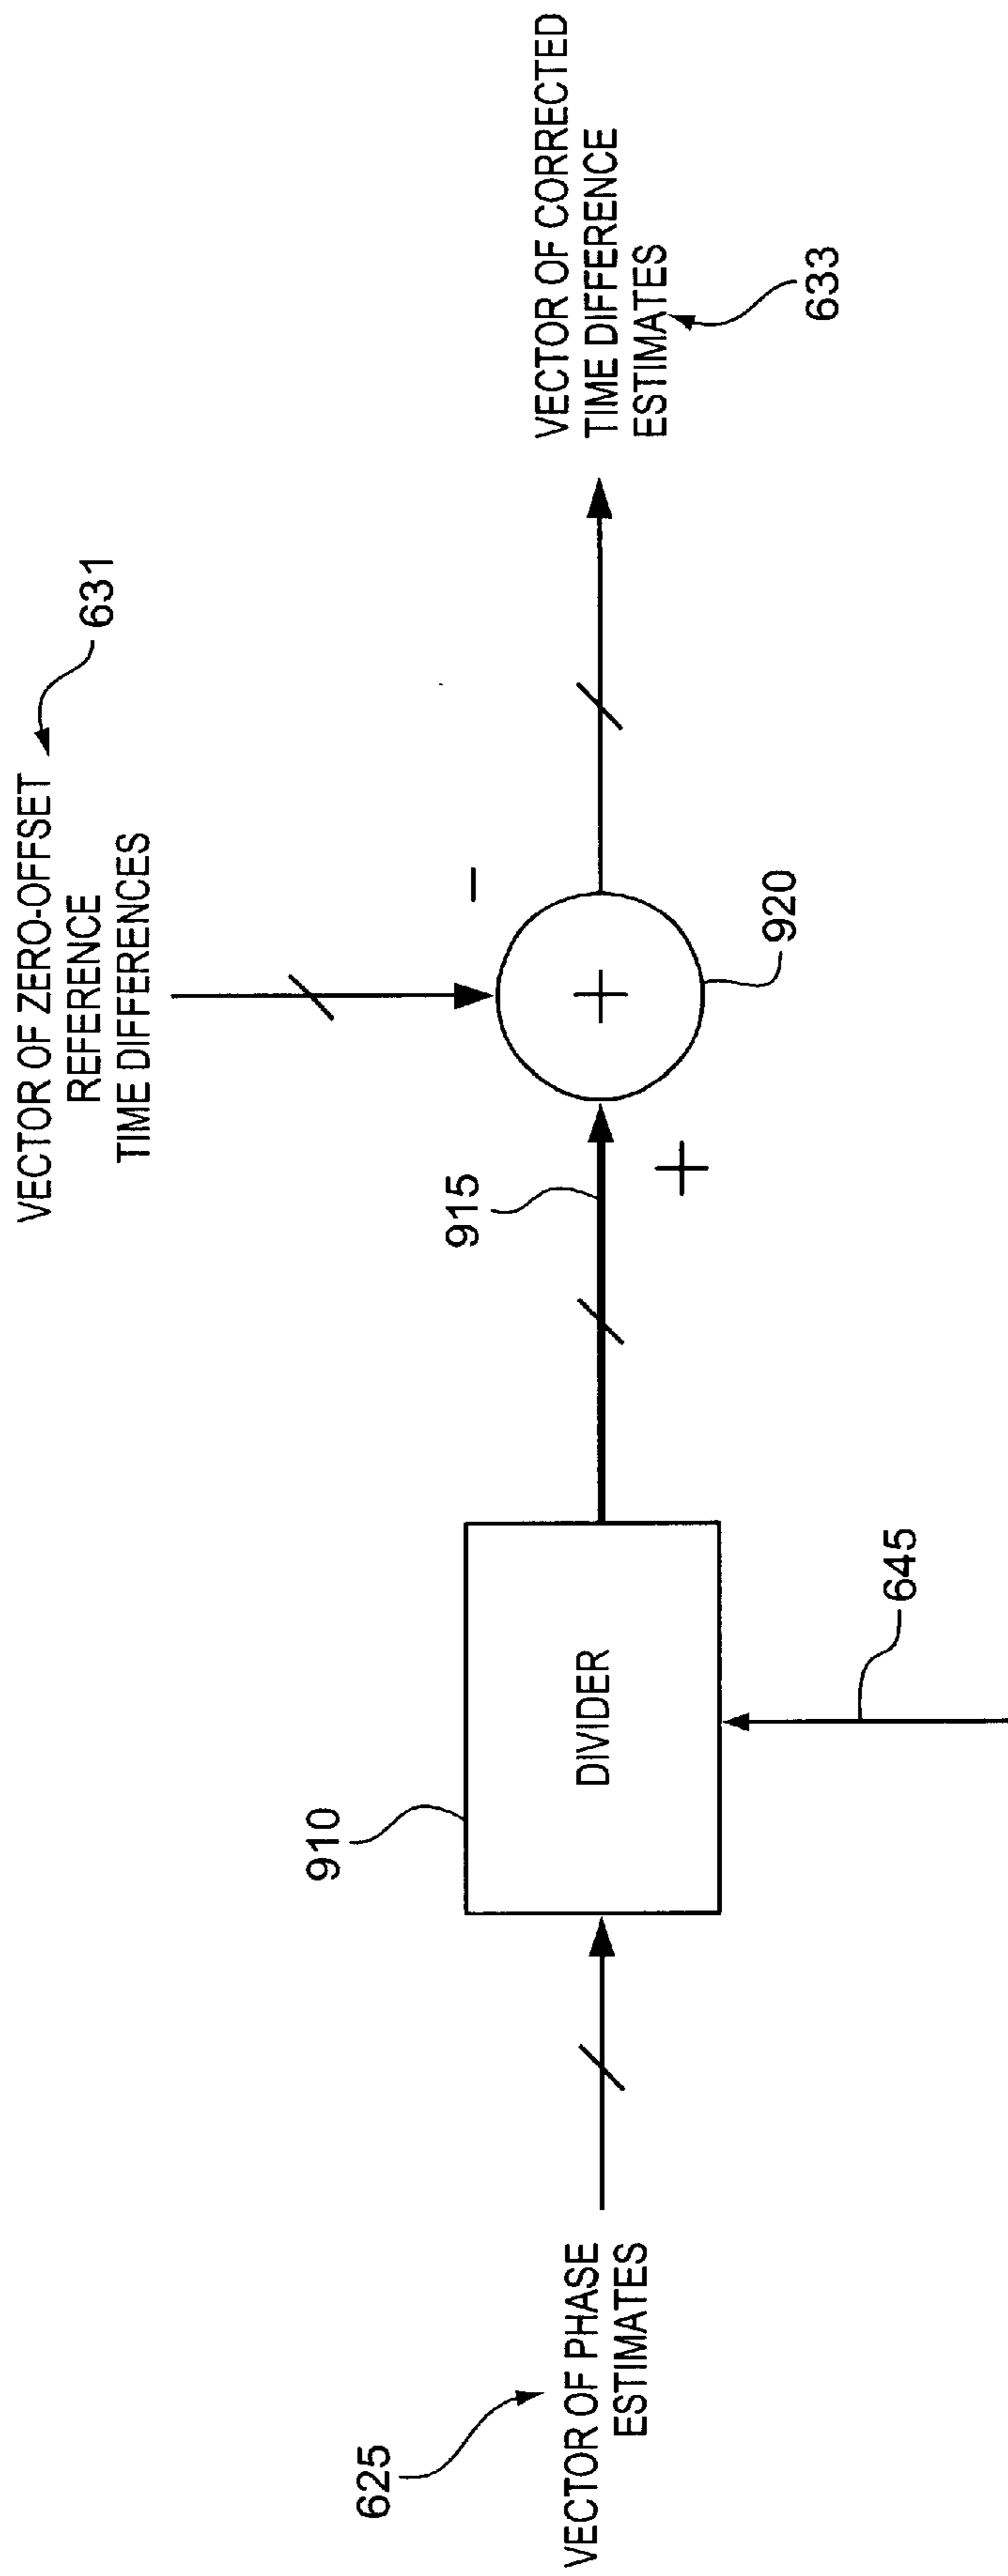 625
VECTOR OF PHASE
ESTIMATES
910
DIVIDER
645
915
+
VECTOR OF ZERO-OFFSET
REFERENCE
TIME DIFFERENCES
631
−
+
920
VECTOR OF CORRECTED
TIME DIFFERENCE
ESTIMATES
633